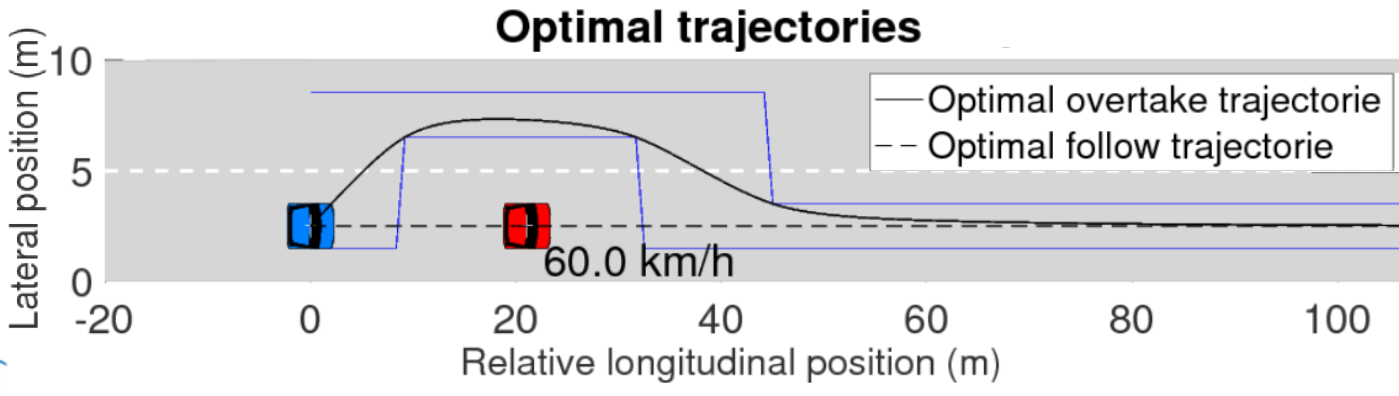 Optimal trajectories
Lateral position (m)
10
5
0
Optimal overtake trajectorie
Optimal follow trajectorie
60.0 km/h
-20 0 20 40 60 80 100
Relative longitudinal position (m)